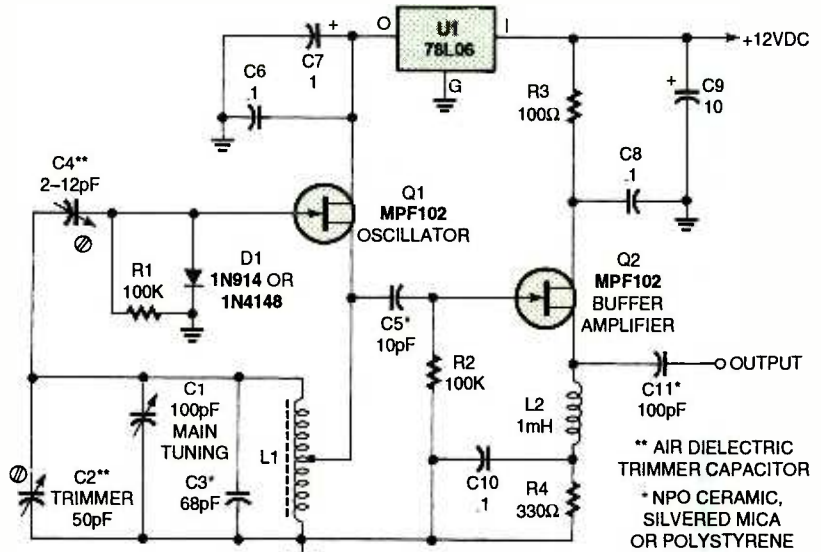 O
U1
78L06
I
+12VDC
G
+
C7
1
C6
.1
R3
100Ω
+
C9
10
C8
.1
C4**
2–12pF
Q1
MPF102
OSCILLATOR
R1
100K
D1
1N914 OR
1N4148
Q2
MPF102
BUFFER
AMPLIFIER
C5*
10pF
R2
100K
OUTPUT
C11*
100pF
C1
100pF
MAIN
TUNING
L1
L2
1mH
C2**
TRIMMER
50pF
C3*
68pF
C10
.1
R4
330Ω
** AIR DIELECTRIC
TRIMMER CAPACITOR
* NPO CERAMIC,
SILVERED MICA
OR POLYSTYRENE